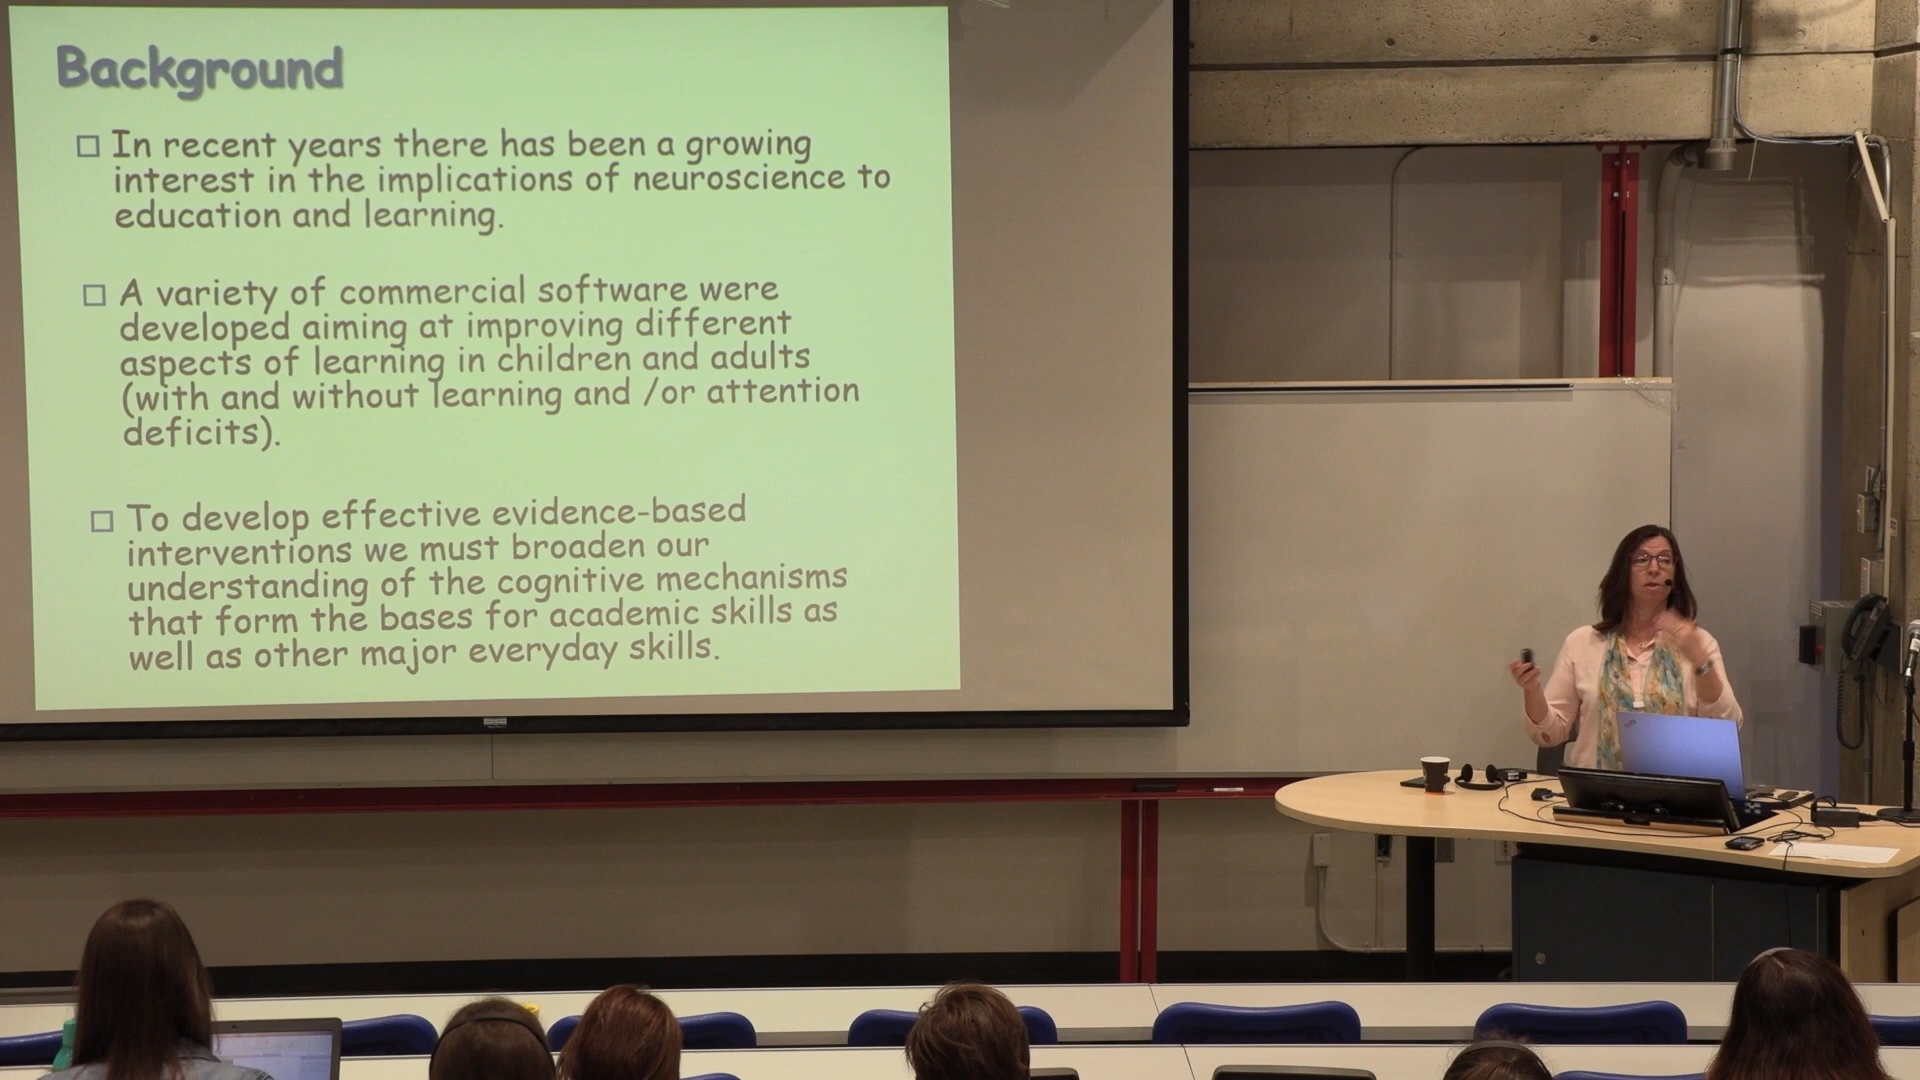 Background
In recent years there has been a growing
interest in the implications of neuroscience to
education and learning.
A variety of commercial software were
developed aiming at improving different
aspects of learning in children and adults
(with and without learning and /or attention
deficits).
To develop effective evidence-based
interventions we must broaden our
understanding of the cognitive mechanisms
that form the bases for academic skills as
well as other major everyday skills.